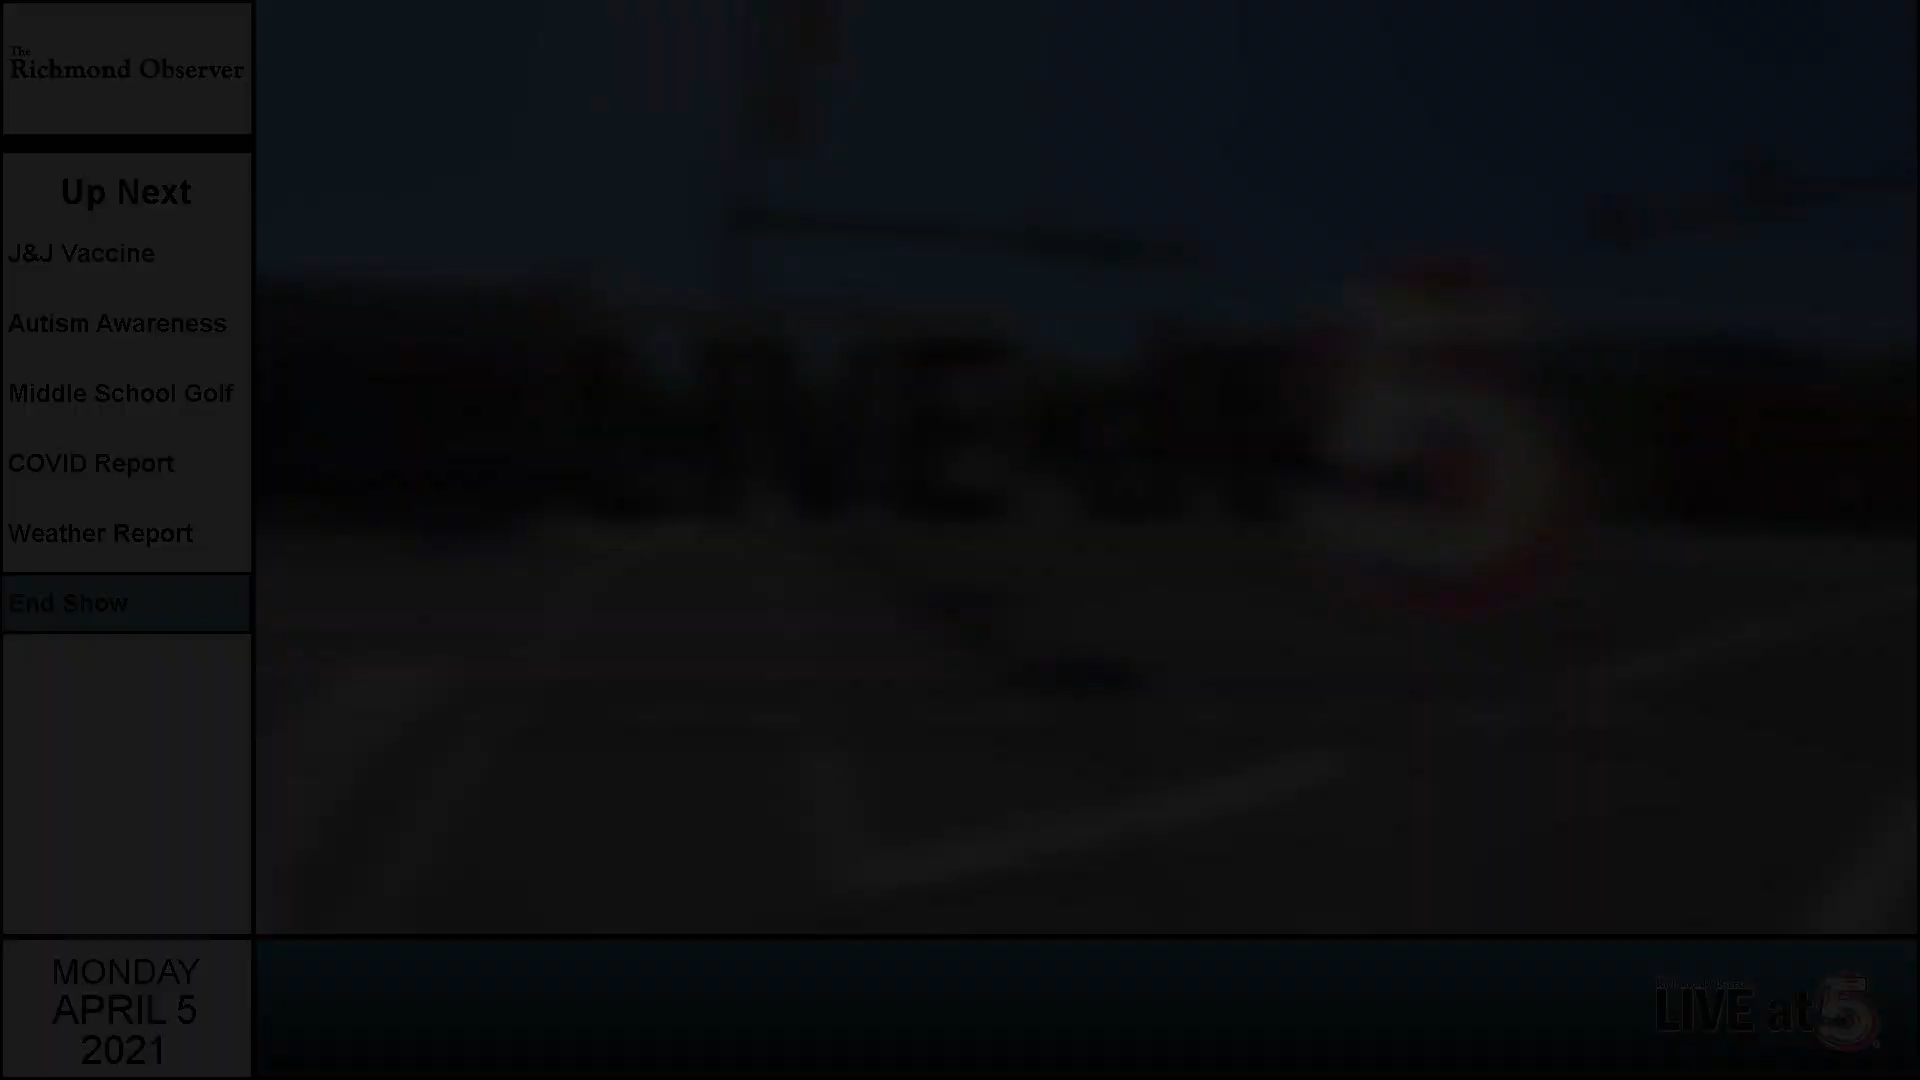 The
Richmond Observer
Up Next
J&J Vaccine
Autism Awareness
Middle School Golf
COVID Report
Weather Report
End Show
MONDAY
APRIL 5
2021
LIVE at 5